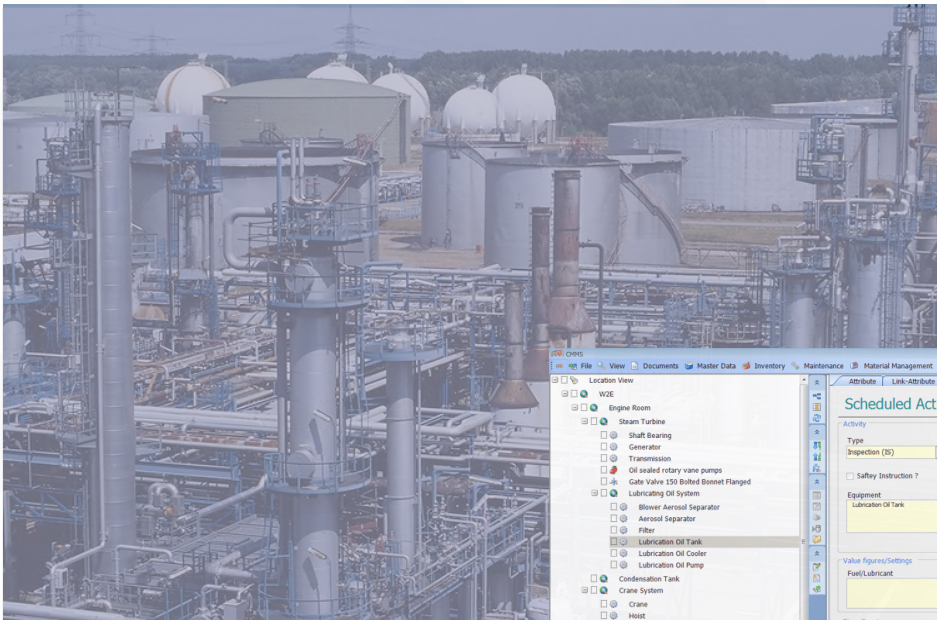 CMMS
File View Documents Master Data Inventory Maintenance Material Management
Location View
W2E
Engine Room
Steam Turbine
Shaft Bearing
Generator
Transmission
Oil sealed rotary vane pumps
Gate Valve 150 Bolted Bonnet Flanged
Lubricating Oil System
Blower Aerosol Separator
Aerosol Separator
Filter
Lubrication Oil Tank
Lubrication Oil Cooler
Lubrication Oil Pump
Condensation Tank
Crane System
Crane
Hoist
Attribute Link-Attribute
Scheduled Act
Activity
Type
Inspection (IS)
Saftey Instruction ?
Equipment
Lubrication Oil Tank
Value figures/Settings
Fuel/Lubricant